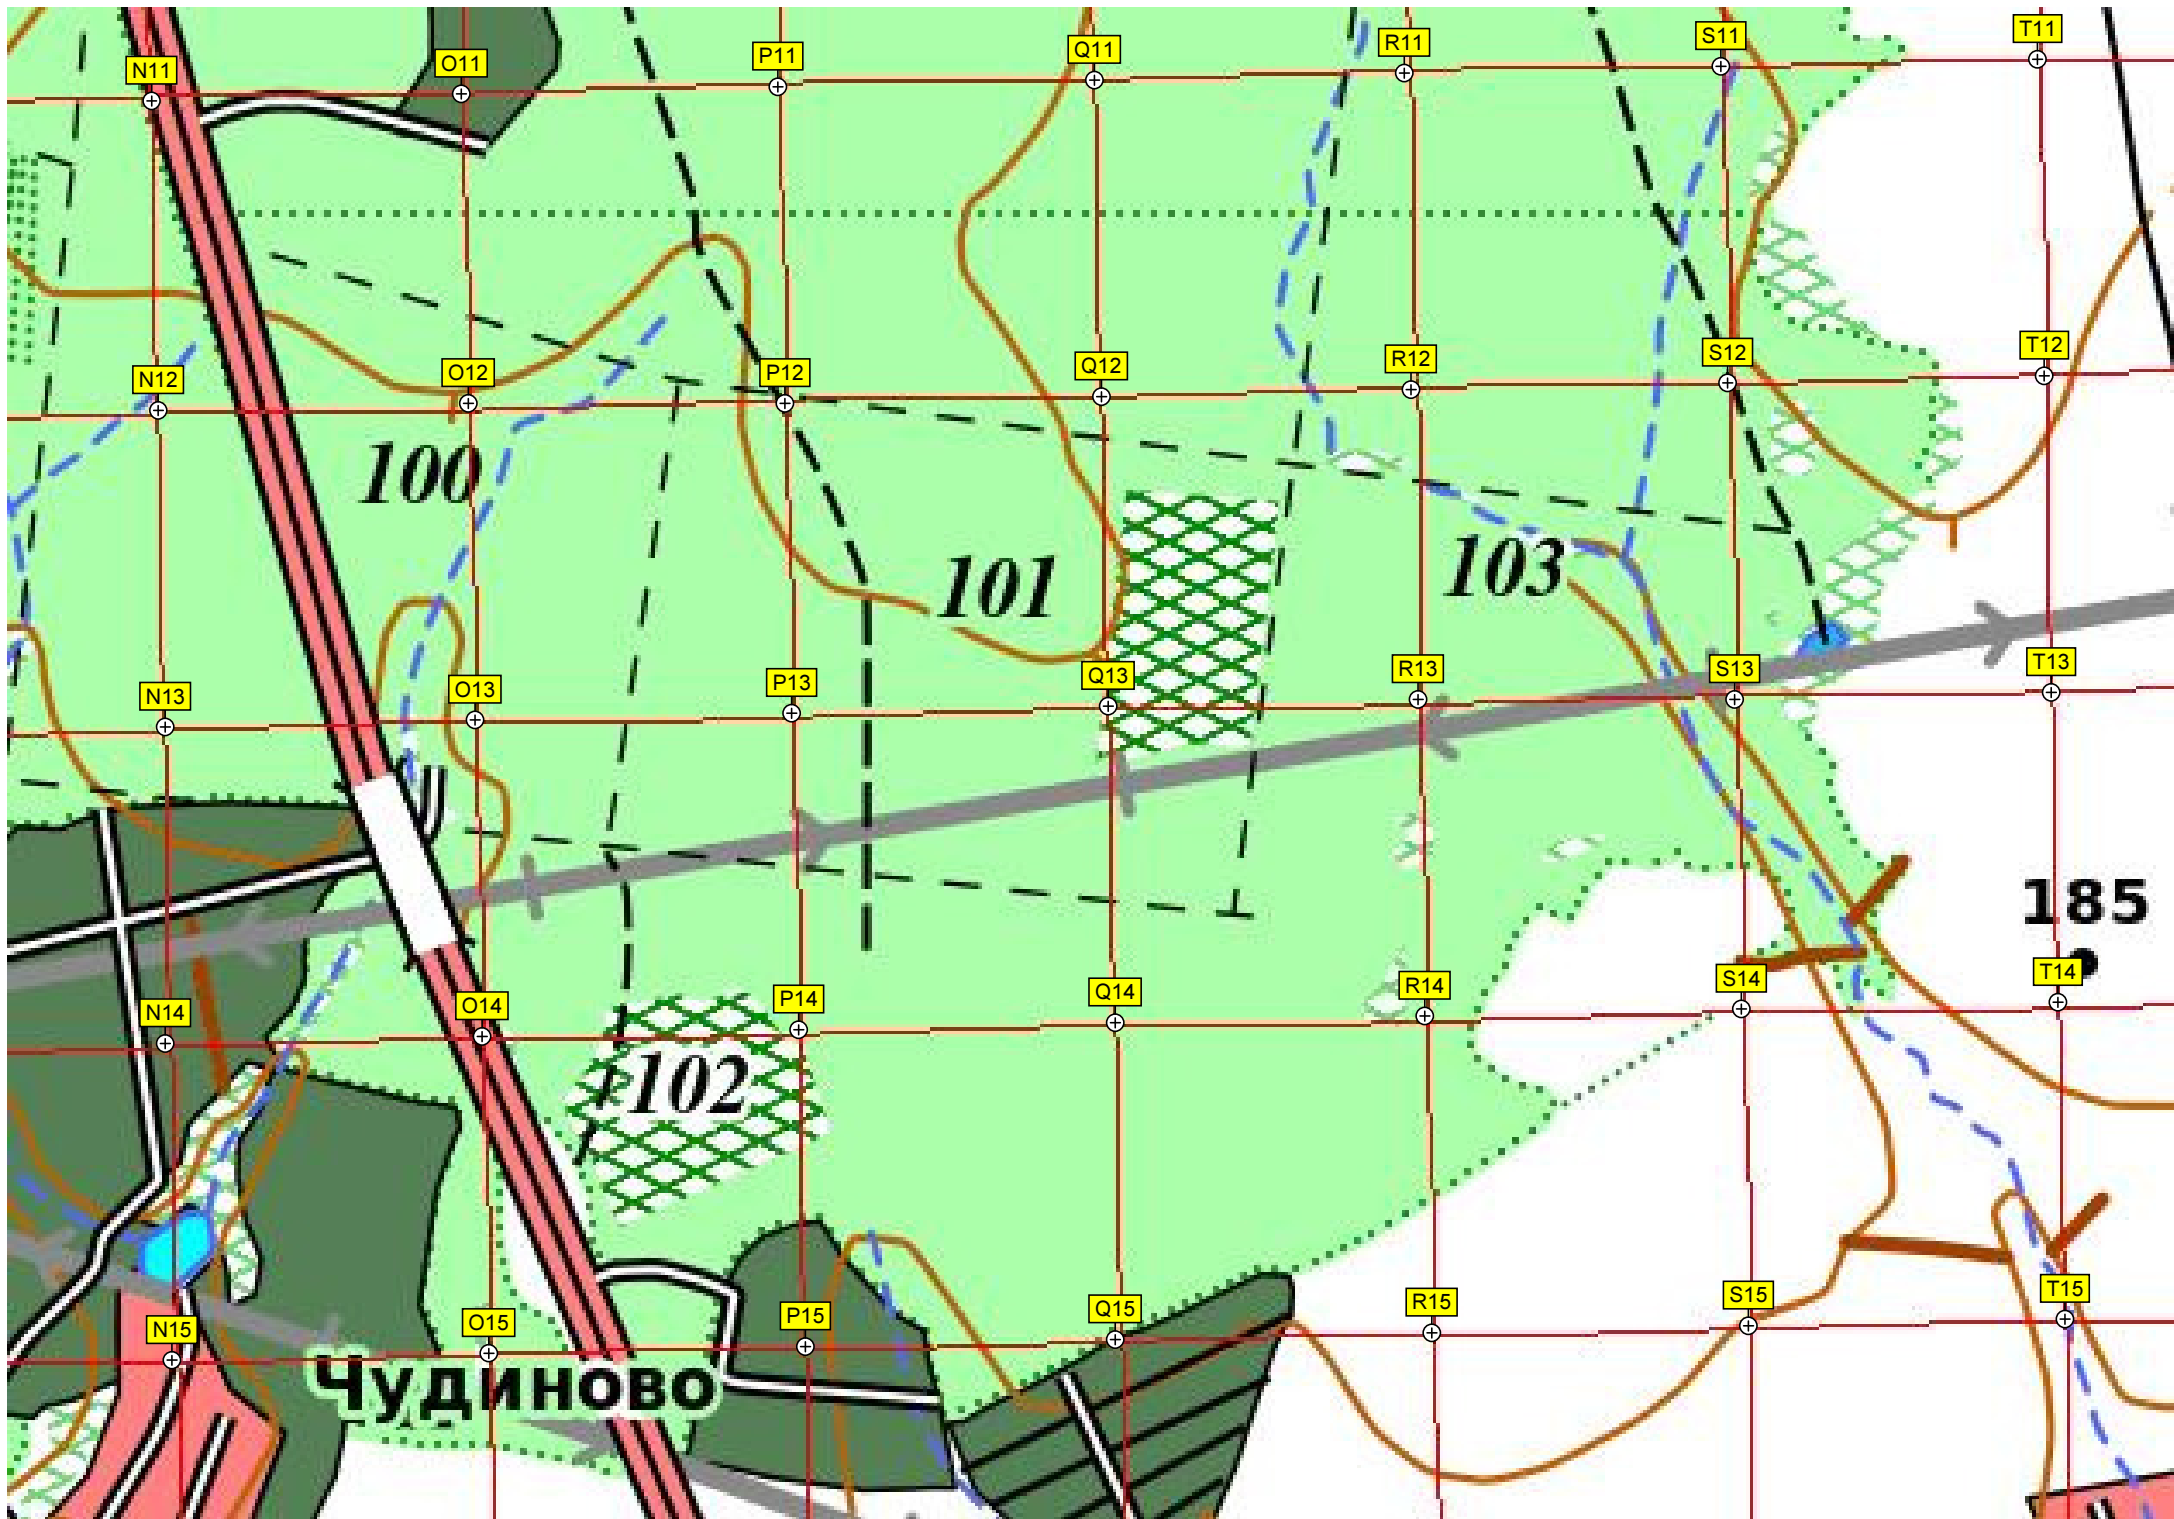 N11 O11 P11 Q11 R11 S11 T11
N12 O12 P12 Q12 R12 S12 T12
100
101
103
N13 O13 P13 Q13 R13 S13 T13
185
N14 O14 P14 Q14 R14 S14 T14
102
N15 O15 P15 Q15 R15 S15 T15
Чудиново